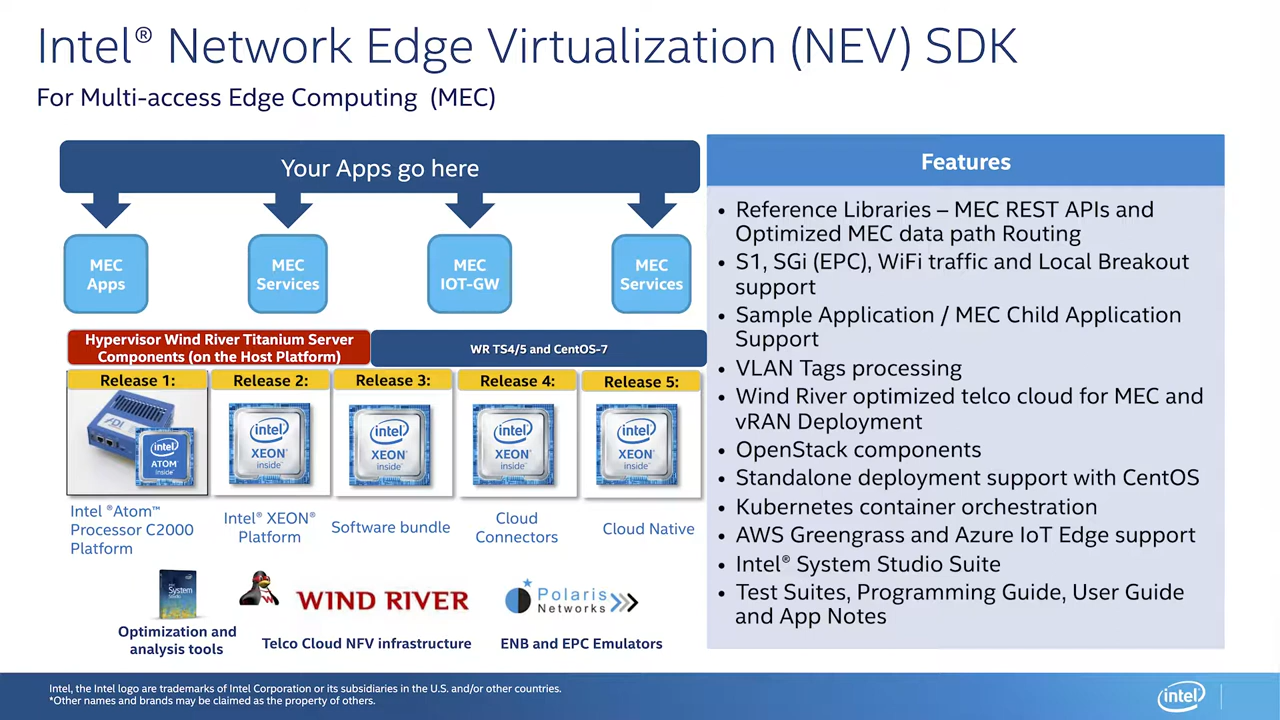 Intel® Network Edge Virtualization (NEV) SDK
For Multi-access Edge Computing (MEC)
Your Apps go here
MEC
Apps
MEC
Services
MEC
IOT-GW
MEC
Services
Hypervisor Wind River Titanium Server
Components (on the Host Platform)
WR TS4/5 and CentOS-7
Release 1:
Release 2:
Release 3:
Release 4:
Release 5:
intel
ATOM
inside™
intel
XEON®
inside™
intel
XEON®
inside™
intel
XEON®
inside™
intel
XEON®
inside™
Intel ®Atom™
Processor C2000
Platform
Intel® XEON®
Platform
Software bundle
Cloud
Connectors
Cloud Native
System
Studio
WIND RIVER
Polaris
Networks
Optimization and
analysis tools
Telco Cloud NFV infrastructure
ENB and EPC Emulators
Features
• Reference Libraries – MEC REST APIs and
Optimized MEC data path Routing
• S1, SGi (EPC), WiFi traffic and Local Breakout
support
• Sample Application / MEC Child Application
Support
• VLAN Tags processing
• Wind River optimized telco cloud for MEC and
vRAN Deployment
• OpenStack components
• Standalone deployment support with CentOS
• Kubernetes container orchestration
• AWS Greengrass and Azure IoT Edge support
• Intel® System Studio Suite
• Test Suites, Programming Guide, User Guide
and App Notes
Intel, the Intel logo are trademarks of Intel Corporation or its subsidiaries in the U.S. and/or other countries.
*Other names and brands may be claimed as the property of others.
intel